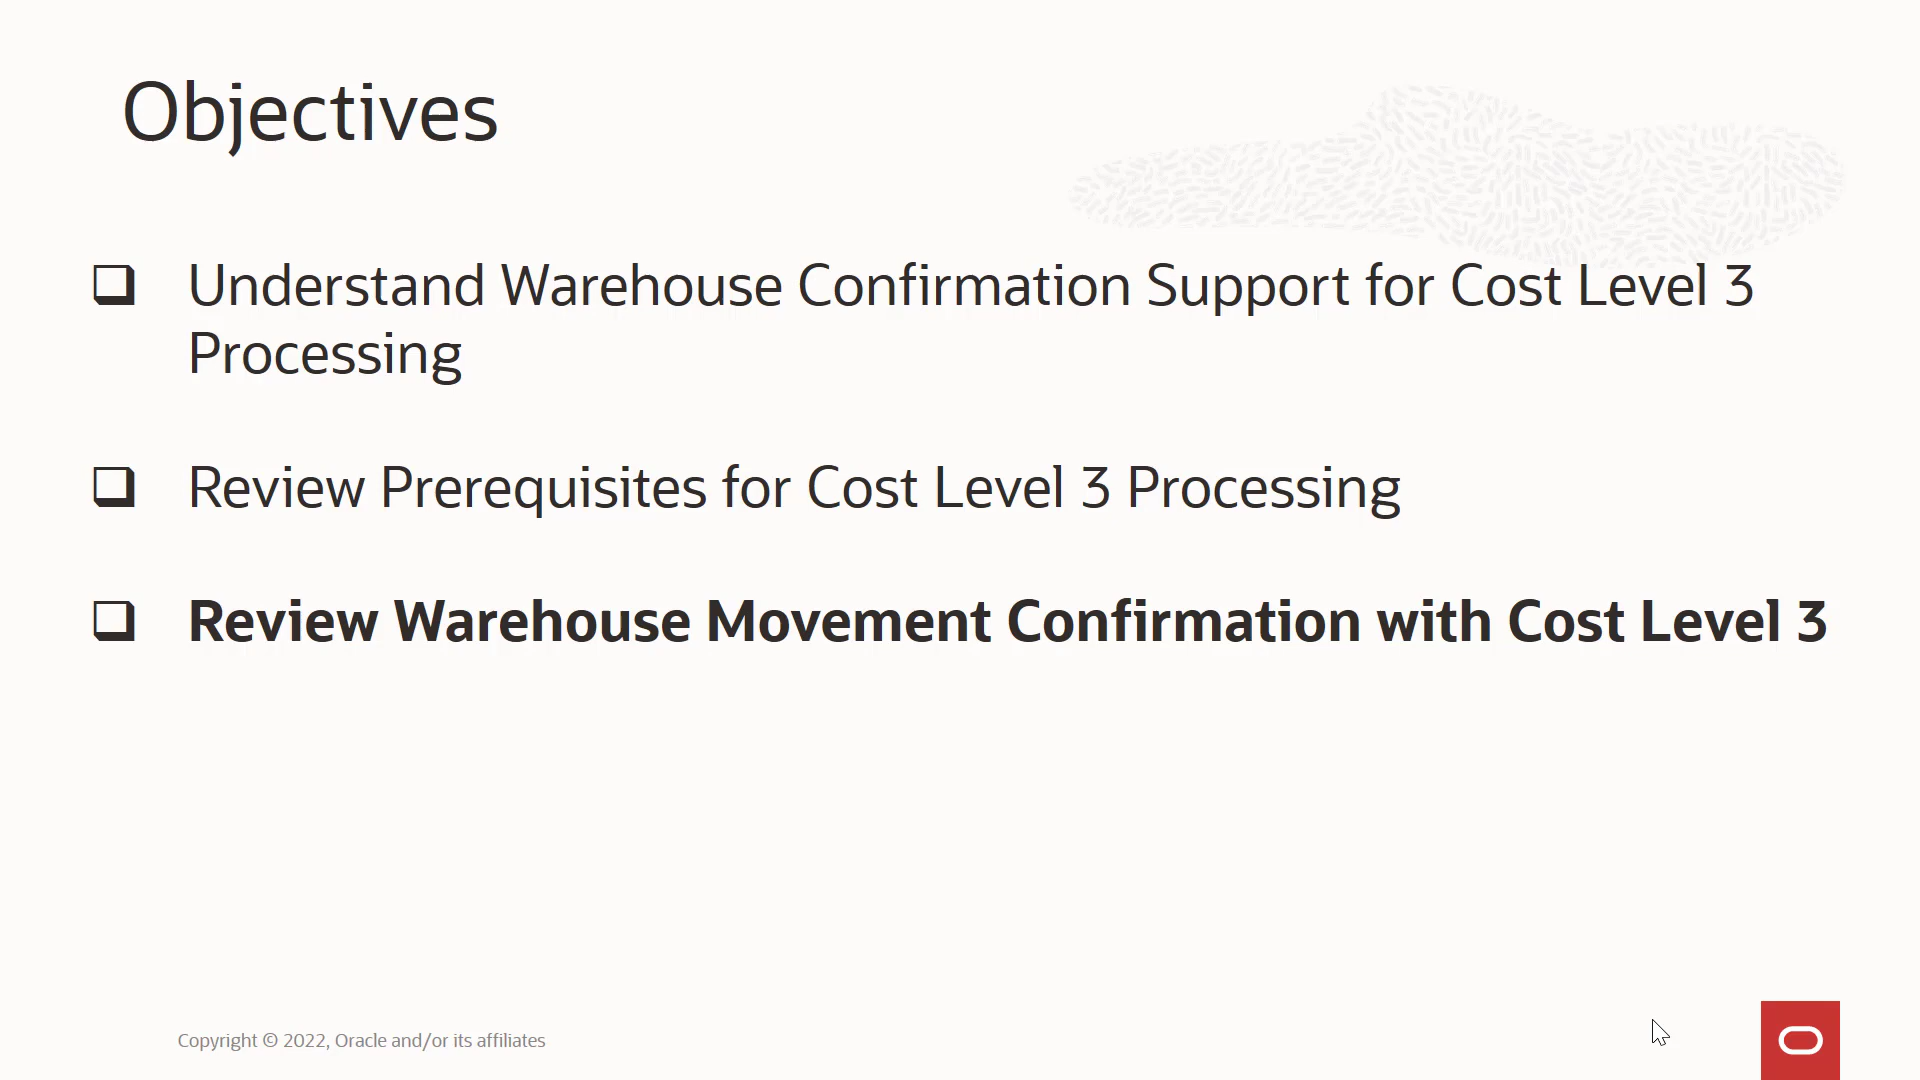 Objectives
Understand Warehouse Confirmation Support for Cost Level 3
Processing
Review Prerequisites for Cost Level 3 Processing
Review Warehouse Movement Confirmation with Cost Level 3
Copyright © 2022, Oracle and/or its affiliates